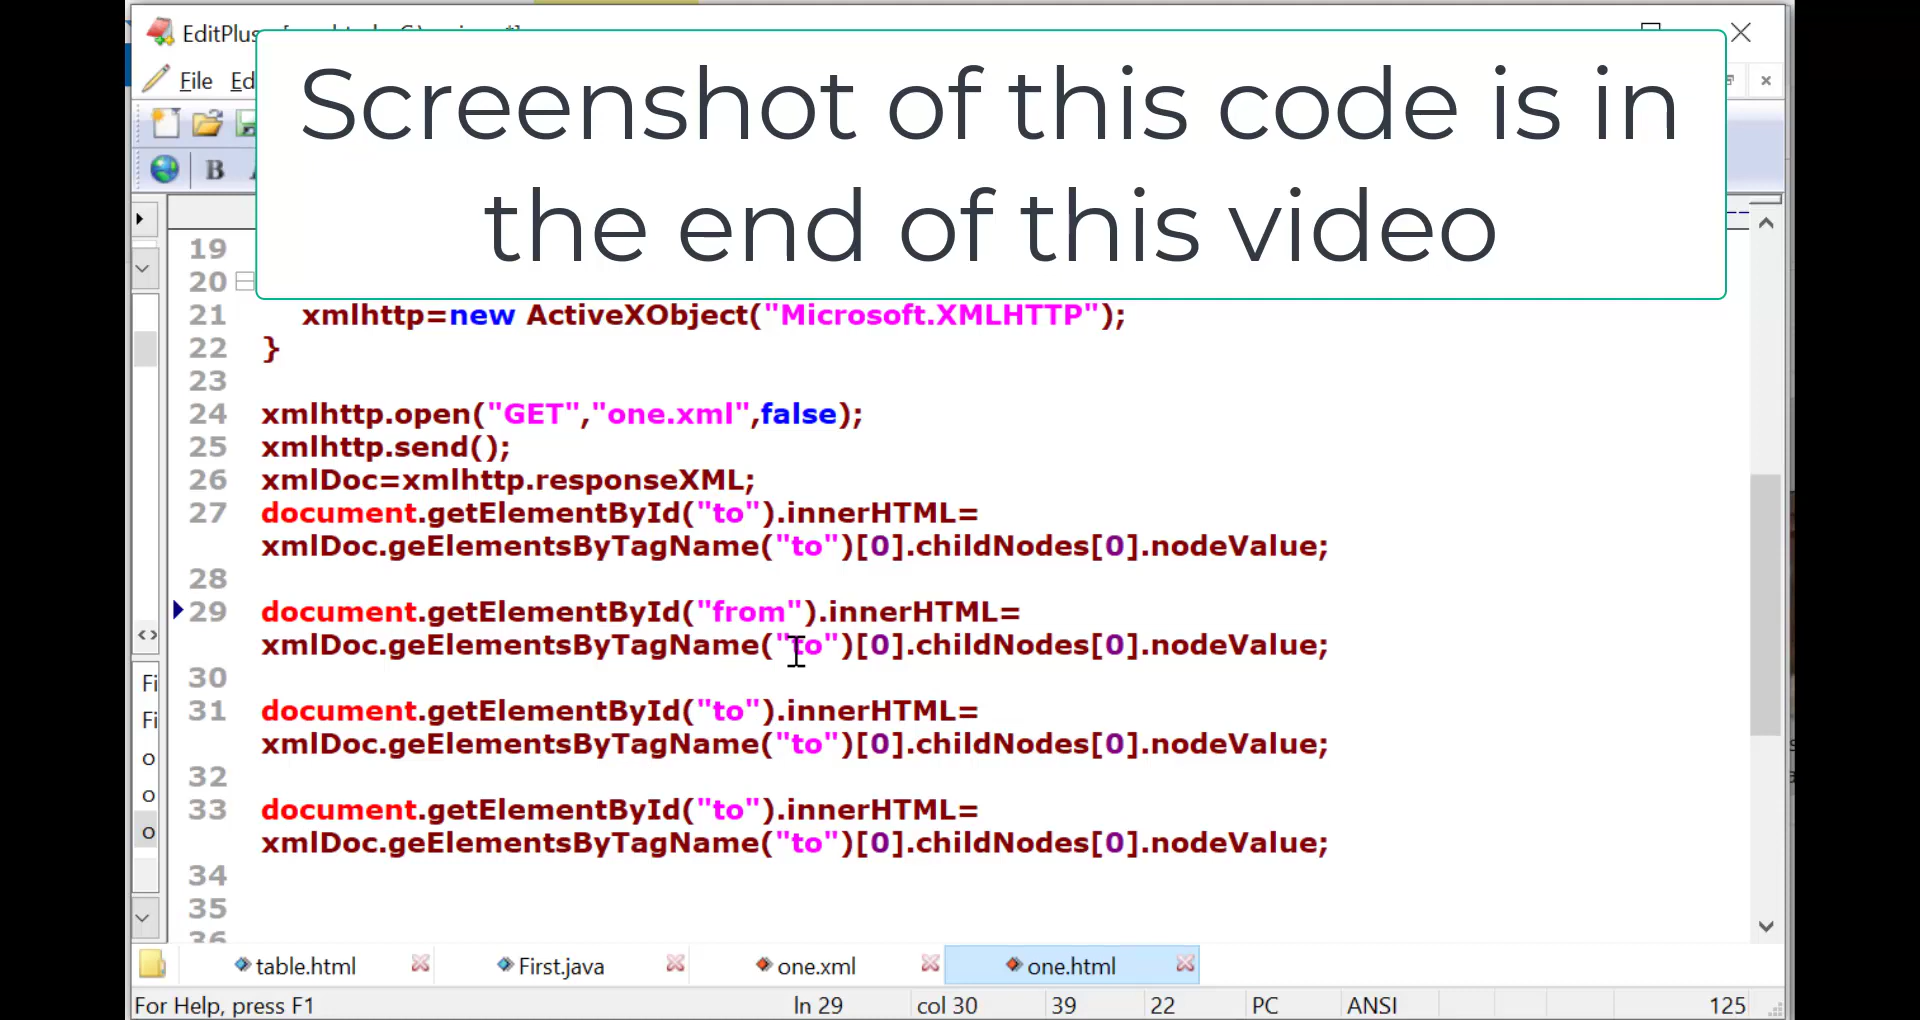 EditPlus
Screenshot of this code is in
the end of this video
File Ed
B
19
20
21 xmlhttp=new ActiveXObject("Microsoft.XMLHTTP");
22 }
23
24 xmlhttp.open("GET","one.xml",false);
25 xmlhttp.send();
26 xmlDoc=xmlhttp.responseXML;
27 document.getElementById("to").innerHTML=
xmlDoc.geElementsByTagName("to")[0].childNodes[0].nodeValue;
28
29 document.getElementById("from").innerHTML=
xmlDoc.geElementsByTagName("to")[0].childNodes[0].nodeValue;
30
31 document.getElementById("to").innerHTML=
xmlDoc.geElementsByTagName("to")[0].childNodes[0].nodeValue;
32
33 document.getElementById("to").innerHTML=
xmlDoc.geElementsByTagName("to")[0].childNodes[0].nodeValue;
34
35
36
Fi
Fi
o
o
o
table.html First.java one.xml one.html
For Help, press F1 ln 29 col 30 39 22 PC ANSI 125